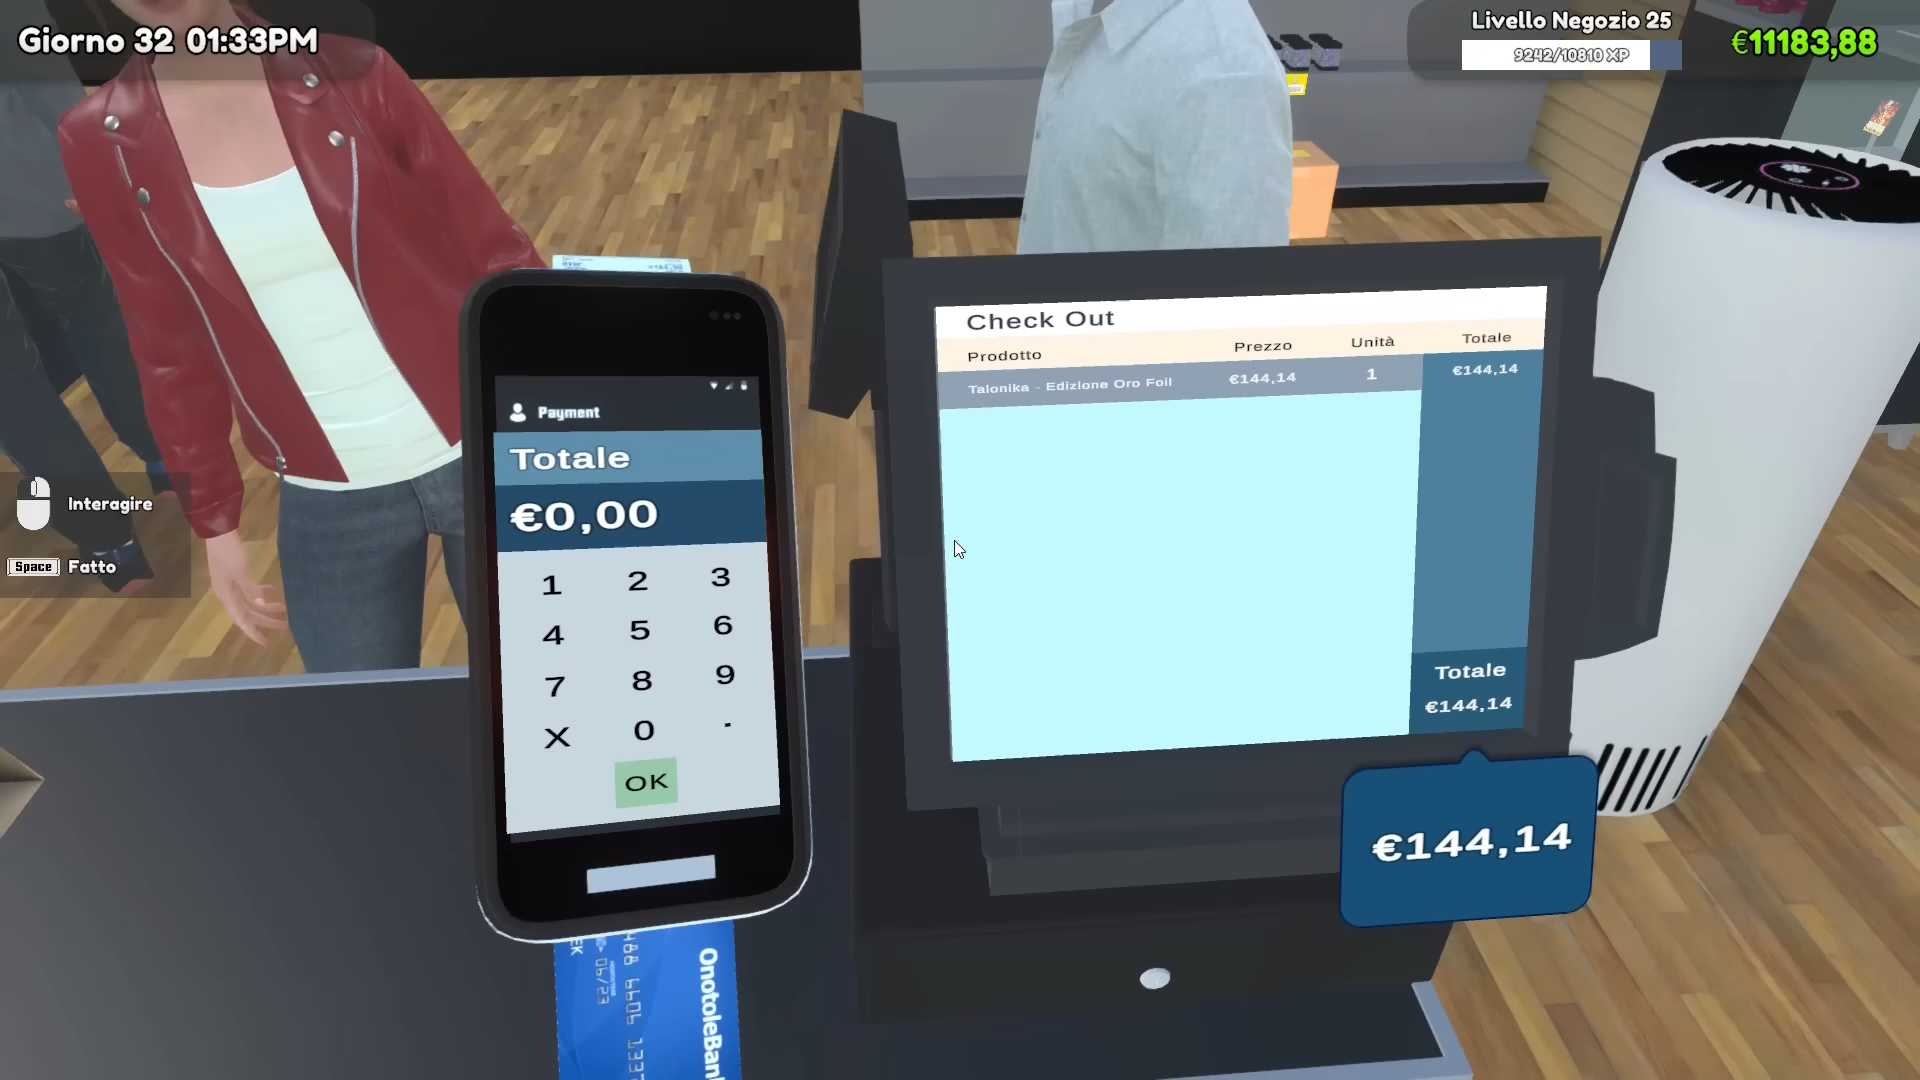 Giorno 32 01:33PM
Livello Negozio 25
9242/10810 XP
€11183,88
Interagire
Space Fatto
Payment
Totale
€0,00
1 2 3
4 5 6
7 8 9
X 0 .
OK
Check Out
Prodotto Prezzo Unità Totale
Talonika - Edizione Oro Foil €144,14 1 €144,14
Totale
€144,14
€144,14
OnotoleBank